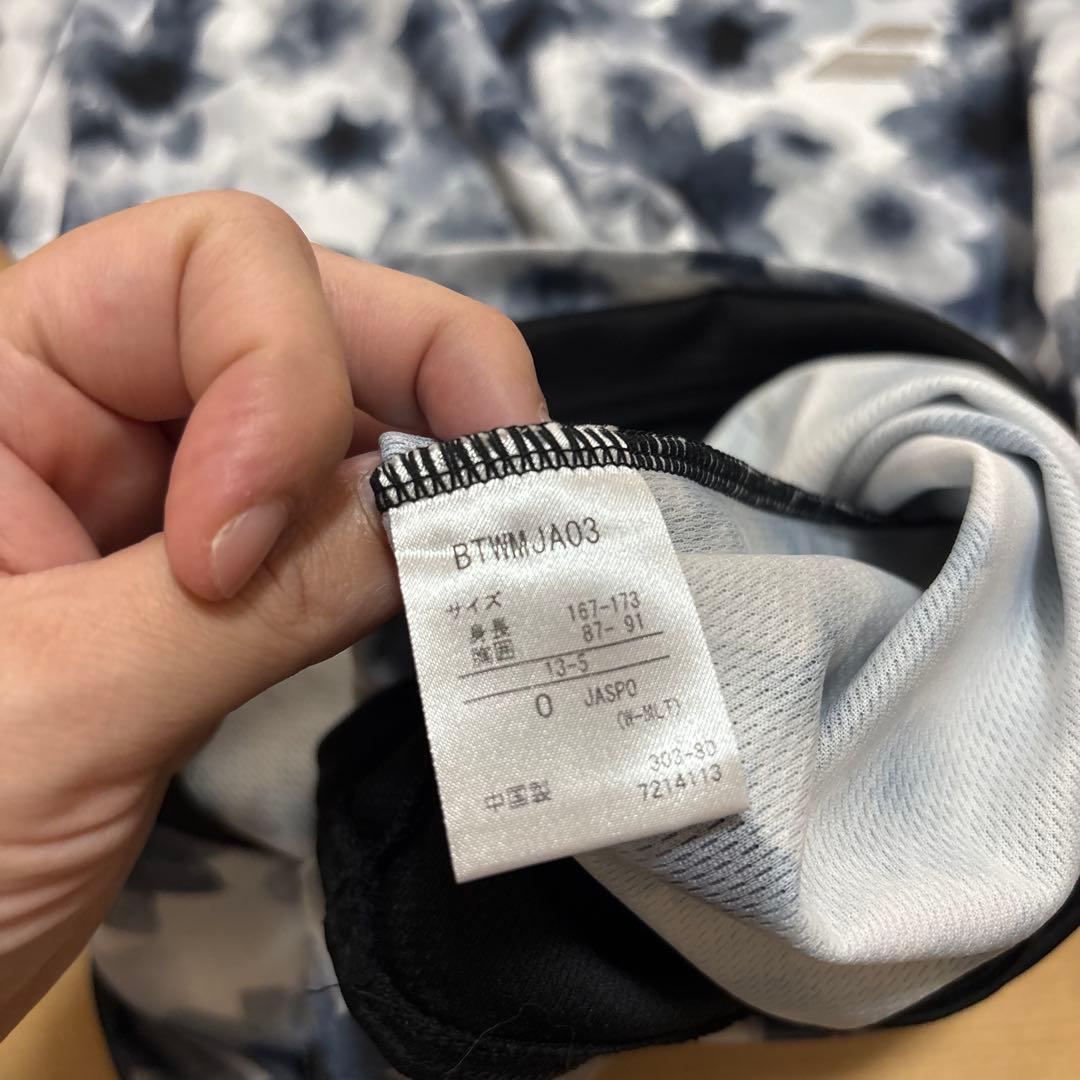 BTWMJA03
サイズ
身長 167-173
胸囲 87- 91
13-5
O JASPO
(W-MLT)
303-80
中国製 7214113